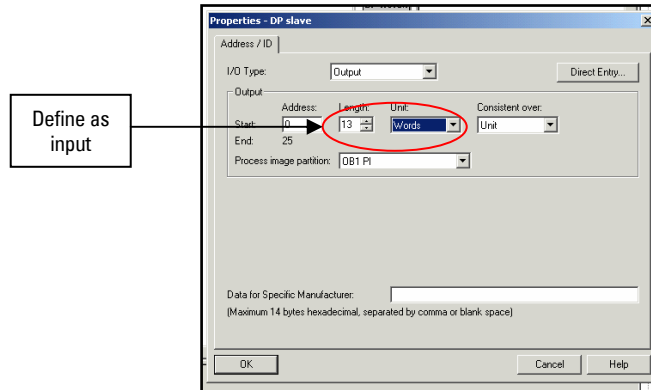 Properties - DP slave
Address / ID
I/O Type: Output Direct Entry...
Output
Address: Length: Unit: Consistent over:
Define as
input
Start: 0 13 Words Unit
End: 25
Process image partition: OB1 PI
Data for Specific Manufacturer:
(Maximum 14 bytes hexadecimal, separated by comma or blank space)
OK Cancel Help